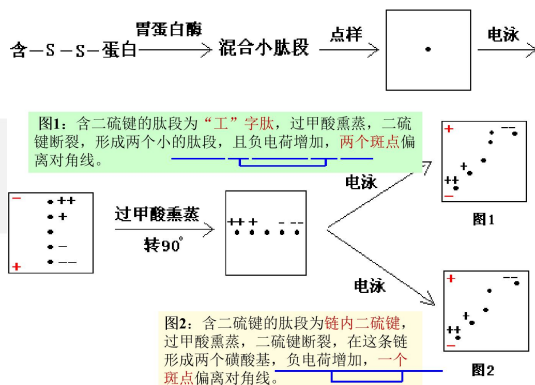 含—S—S—蛋白 胃蛋白酶 混合小肽段 点样 电泳
图1：含二硫键的肽段为“工”字肽，过甲酸熏蒸，二硫
键断裂，形成两个小的肽段，且负电荷增加，两个斑点偏
离对角线。
电泳
+ −−
+
++
−
图1
− ++
+
−
+ −−
过甲酸熏蒸
转90°
++ + − −−
电泳
+ −−
+
++
−
图2
图2：含二硫键的肽段为链内二硫键，
过甲酸熏蒸，二硫键断裂，在这条链
形成两个磺酸基，负电荷增加，一个
斑点偏离对角线。